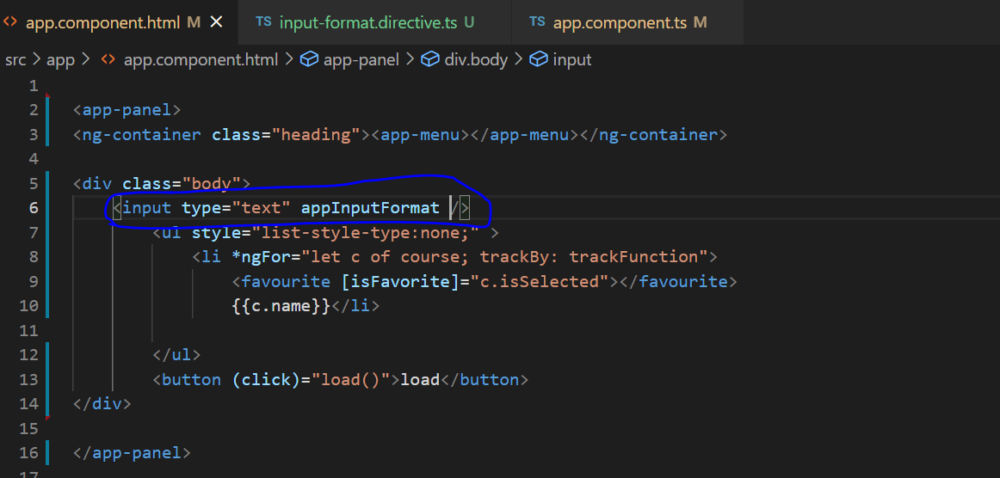 app.component.html M TS input-format.directive.ts U TS app.component.ts M
src > app > app.component.html > app-panel > div.body > input
1
2 <app-panel>
3 <ng-container class="heading"><app-menu></app-menu></ng-container>
4
5 <div class="body">
6 <input type="text" appInputFormat />
7 <ul style="list-style-type:none;" >
8 <li *ngFor="let c of course; trackBy: trackFunction">
9 <favourite [isFavorite]="c.isSelected"></favourite>
10 {{c.name}}</li>
11
12 </ul>
13 <button (click)="load()">load</button>
14 </div>
15
16 </app-panel>
17